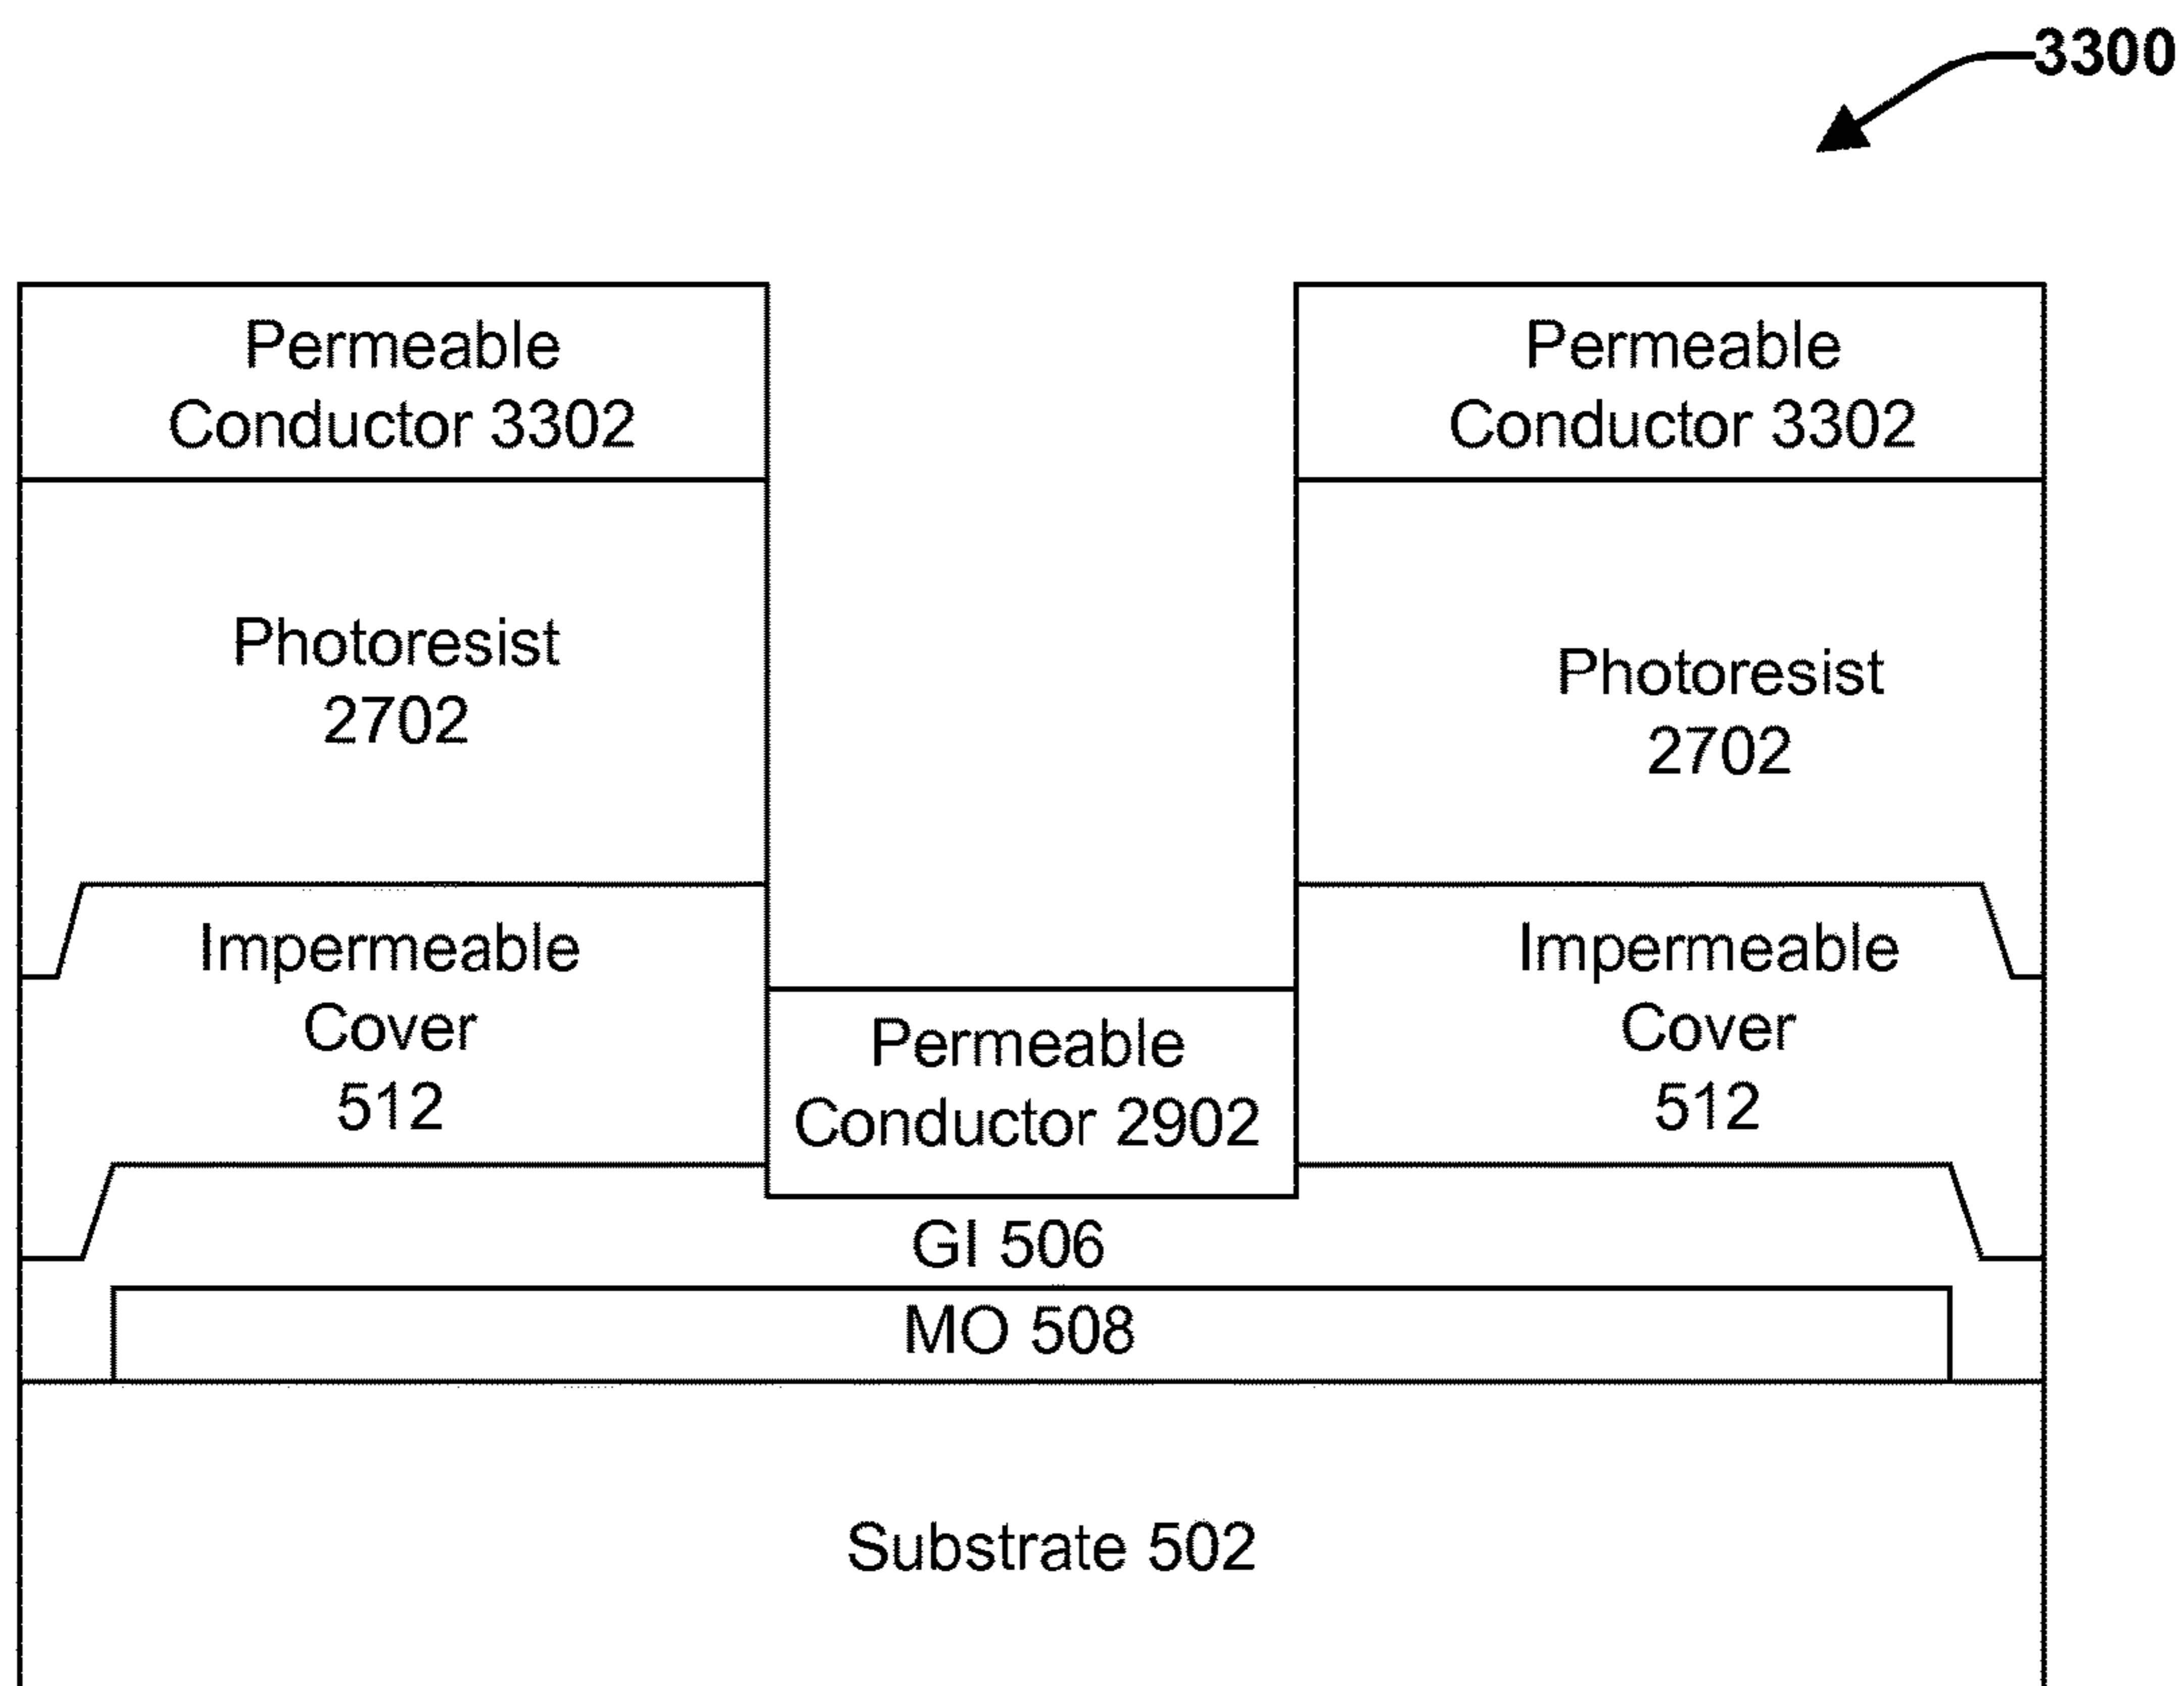 3300
Permeable
Conductor 3302
Permeable
Conductor 3302
Photoresist
2702
Photoresist
2702
Impermeable
Cover
512
Permeable
Conductor 2902
Impermeable
Cover
512
GI 506
MO 508
Substrate 502